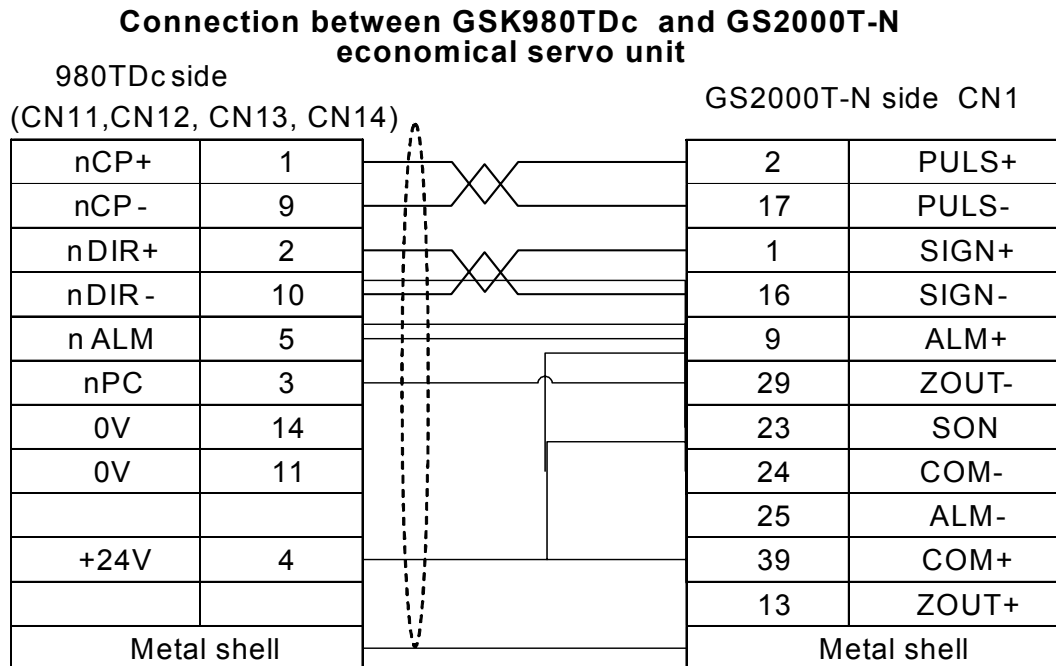 Connection between GSK980TDc and GS2000T-N
economical servo unit
980TDc side
(CN11,CN12, CN13, CN14)
GS2000T-N side CN1
nCP+ 1 2 PULS+
nCP- 9 17 PULS-
nDIR+ 2 1 SIGN+
nDIR- 10 16 SIGN-
nALM 5 9 ALM+
nPC 3 29 ZOUT-
0V 14 23 SON
0V 11 24 COM-
25 ALM-
+24V 4 39 COM+
13 ZOUT+
Metal shell Metal shell